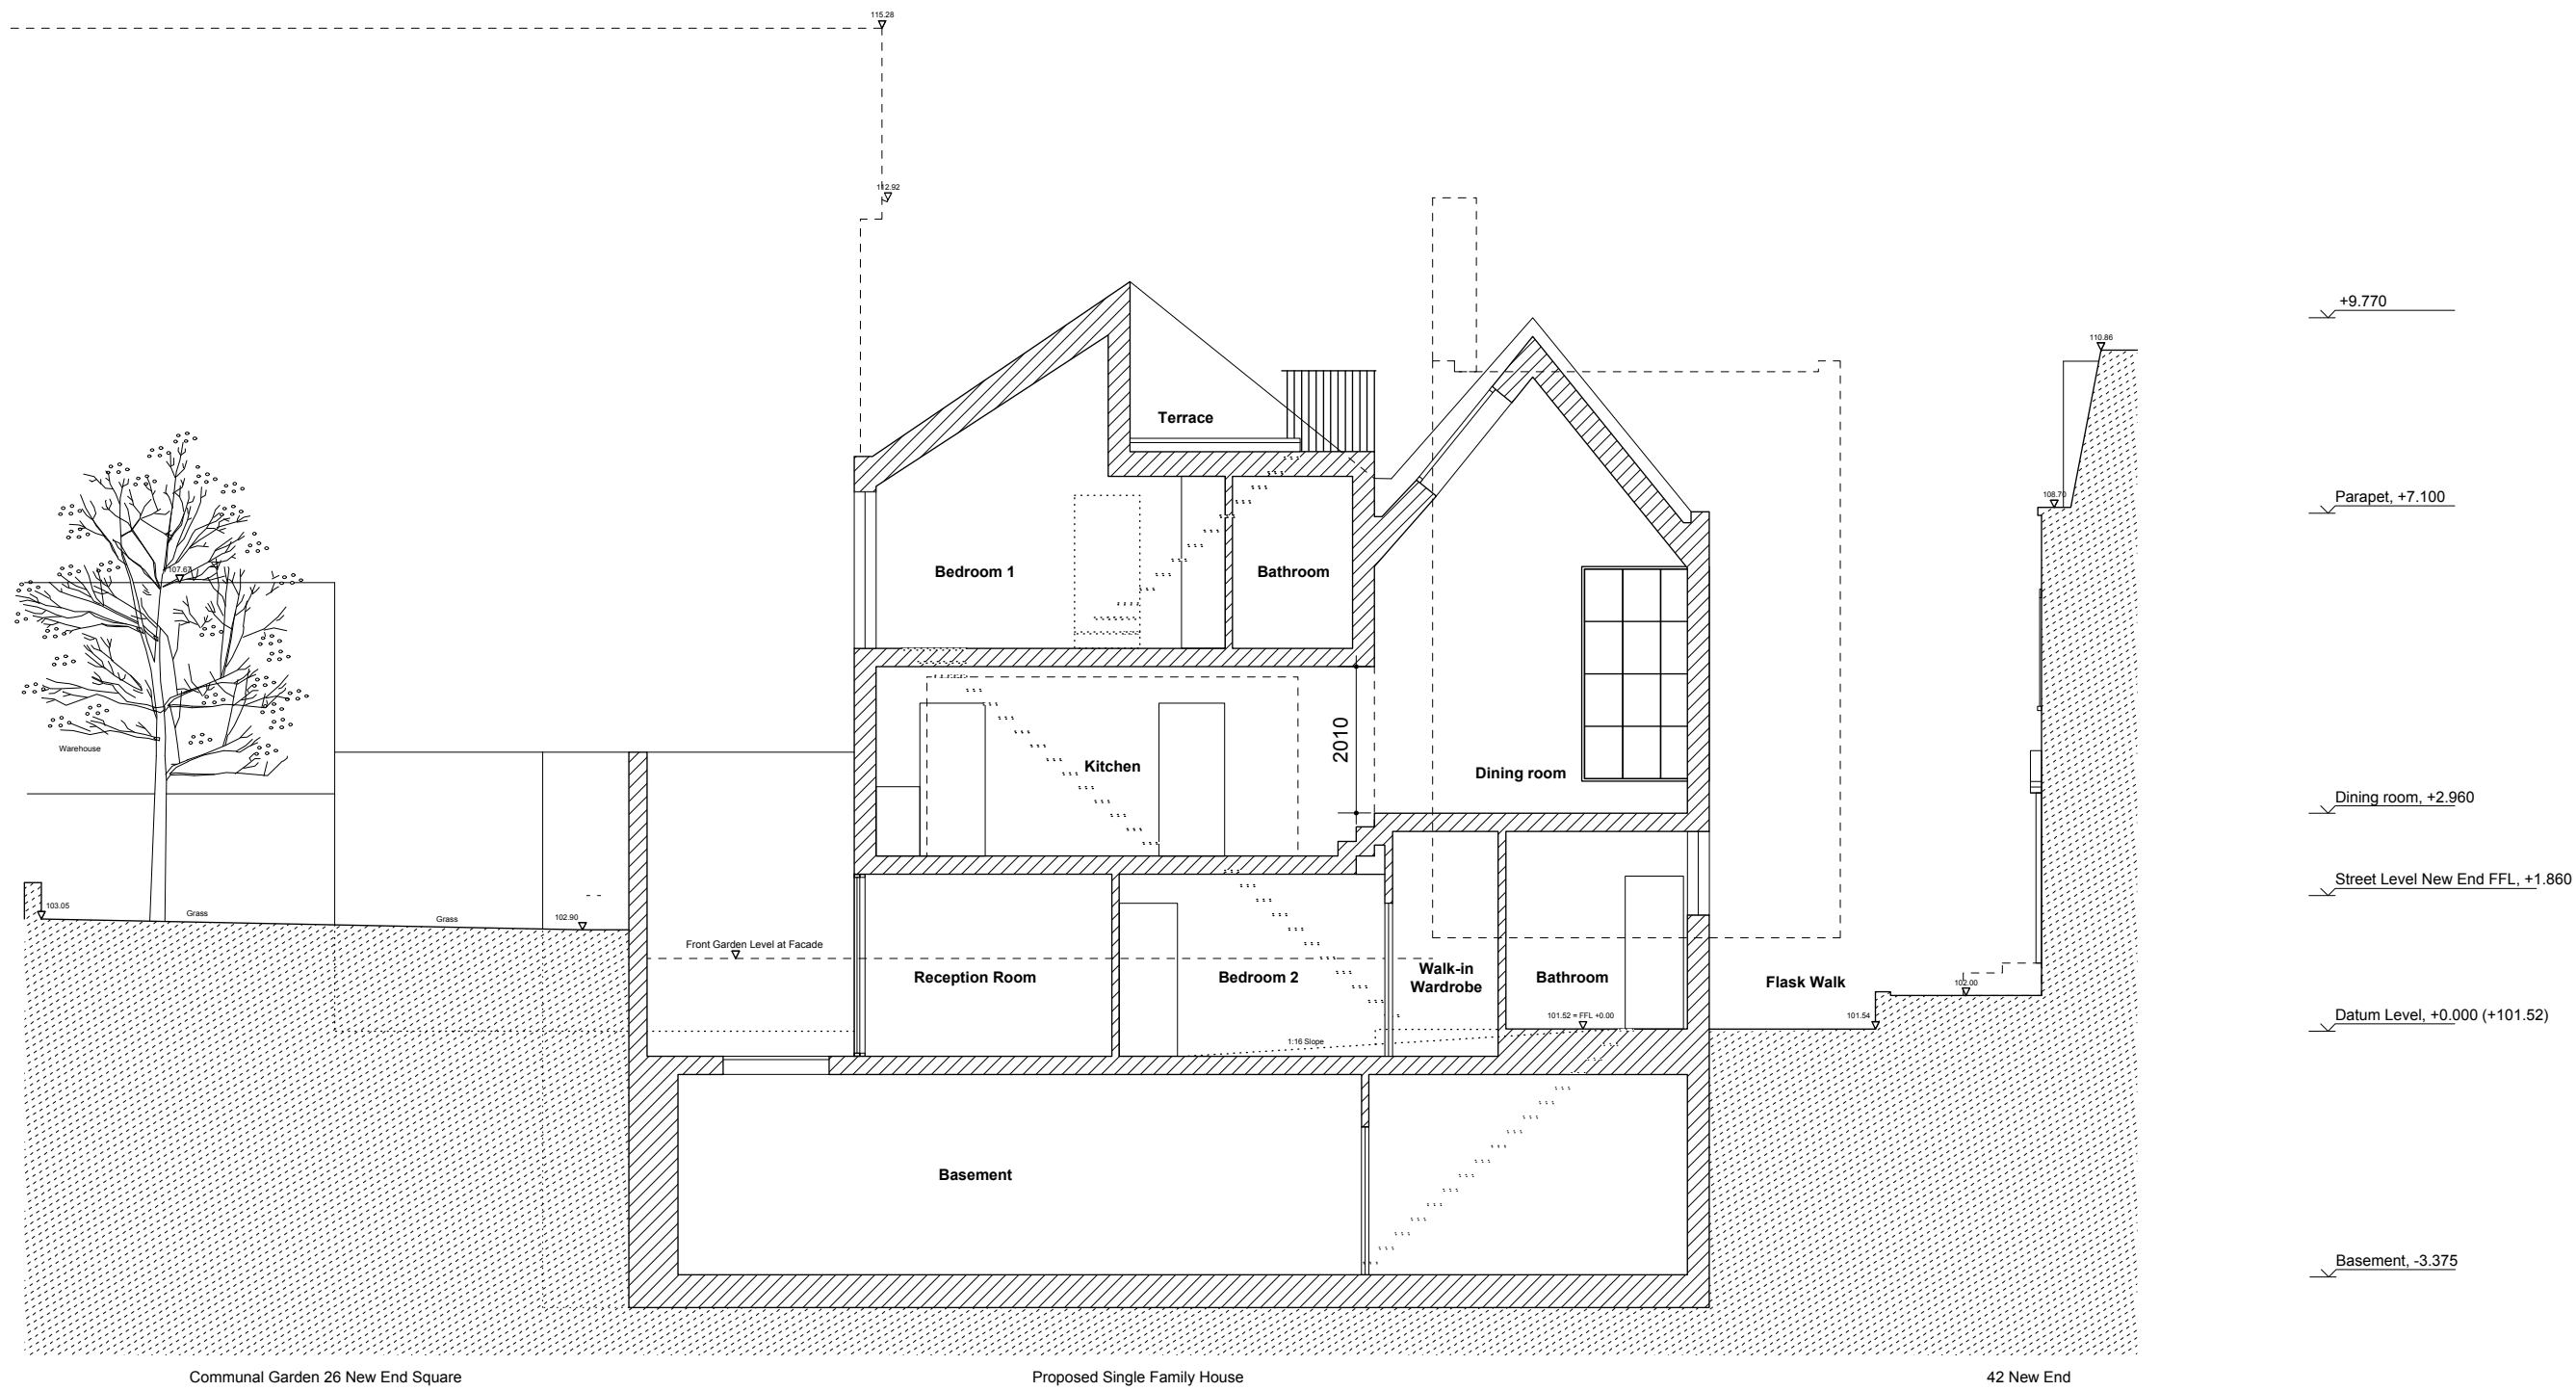 115.28
112.92
+9.770
110.86
Terrace
Parapet, +7.100
108.70
107.67
Bedroom 1
Bathroom
2010
Warehouse
Kitchen
Dining room
Dining room, +2.960
Street Level New End FFL, +1.860
103.05
Grass
Grass
102.90
Front Garden Level at Facade
Reception Room
Bedroom 2
Walk-in
Wardrobe
Bathroom
Flask Walk
102.00
101.52 = FFL +0.00
101.54
Datum Level, +0.000 (+101.52)
1:16 Slope
Basement
Basement, -3.375
Communal Garden 26 New End Square
Proposed Single Family House
42 New End